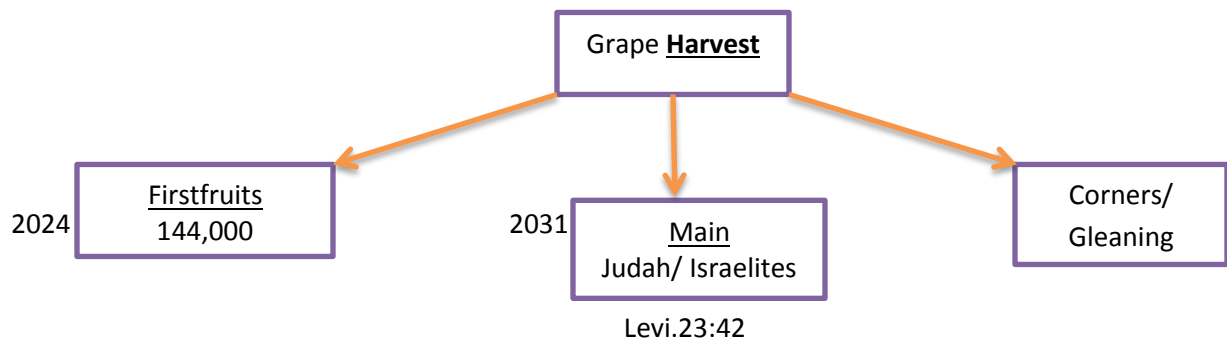 Grape Harvest
2024
Firstfruits
144,000
2031
Main
Judah/ Israelites
Levi.23:42
Corners/
Gleaning